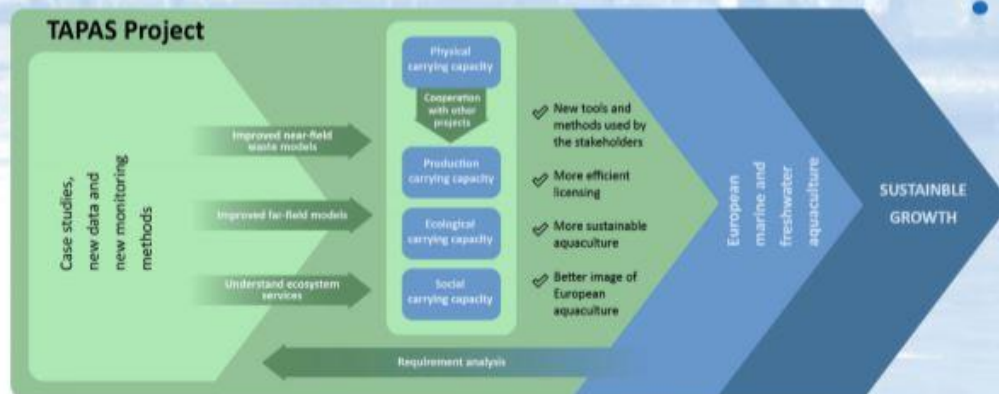 TAPAS Project
Case studies,
new data and
new monitoring
methods
Improved near-field
waste models
Improved far-field models
Understand ecosystem
services
Physical
carrying capacity
Cooperation
with other
projects
Production
carrying capacity
Ecological
carrying capacity
Social
carrying capacity
New tools and
methods used by
the stakeholders
More efficient
licensing
More sustainable
aquaculture
Better image of
European
aquaculture
Requirement analysis
European
marine and
freshwater
aquaculture
SUSTAINBLE
GROWTH